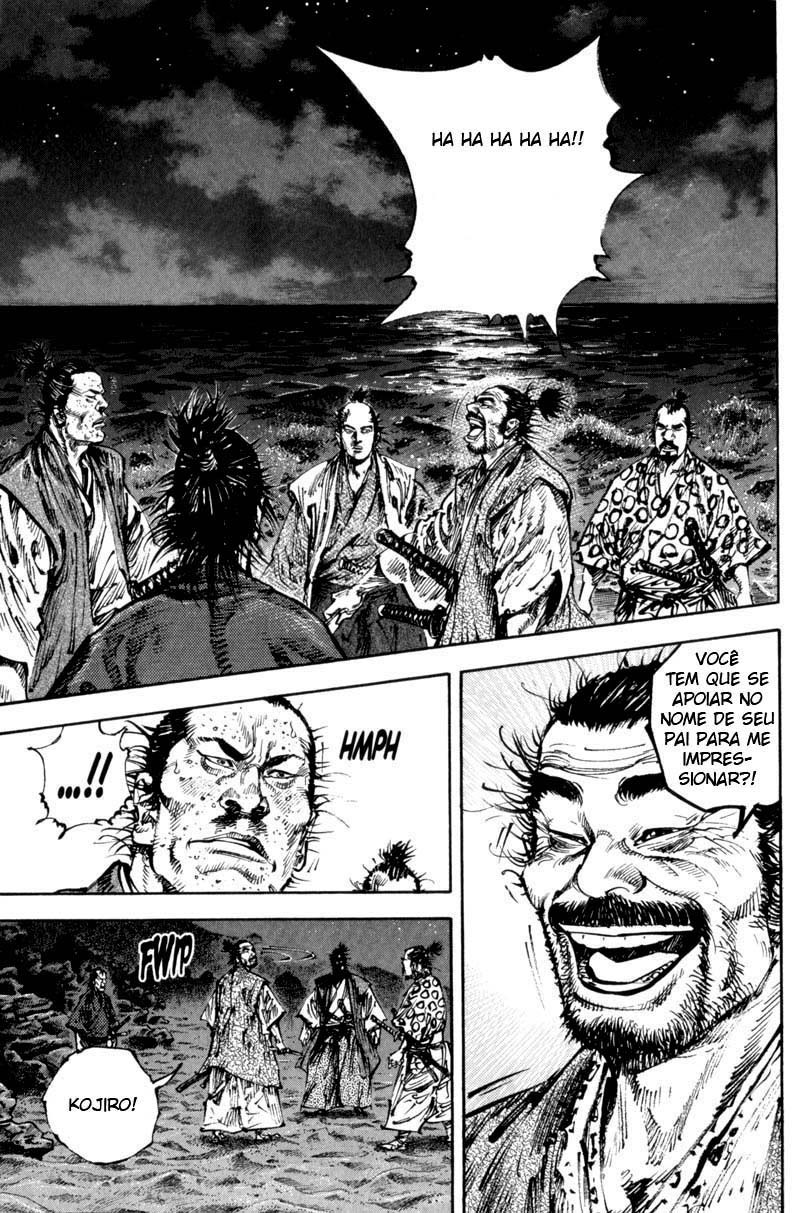 HA HA HA HA HA!!
VOCÊ
TEM QUE SE
APOIAR NO
NOME DE SEU
PAI PARA ME
IMPRES-
SIONAR?!
HMPH
...!!
FWIP
KOJIRO!